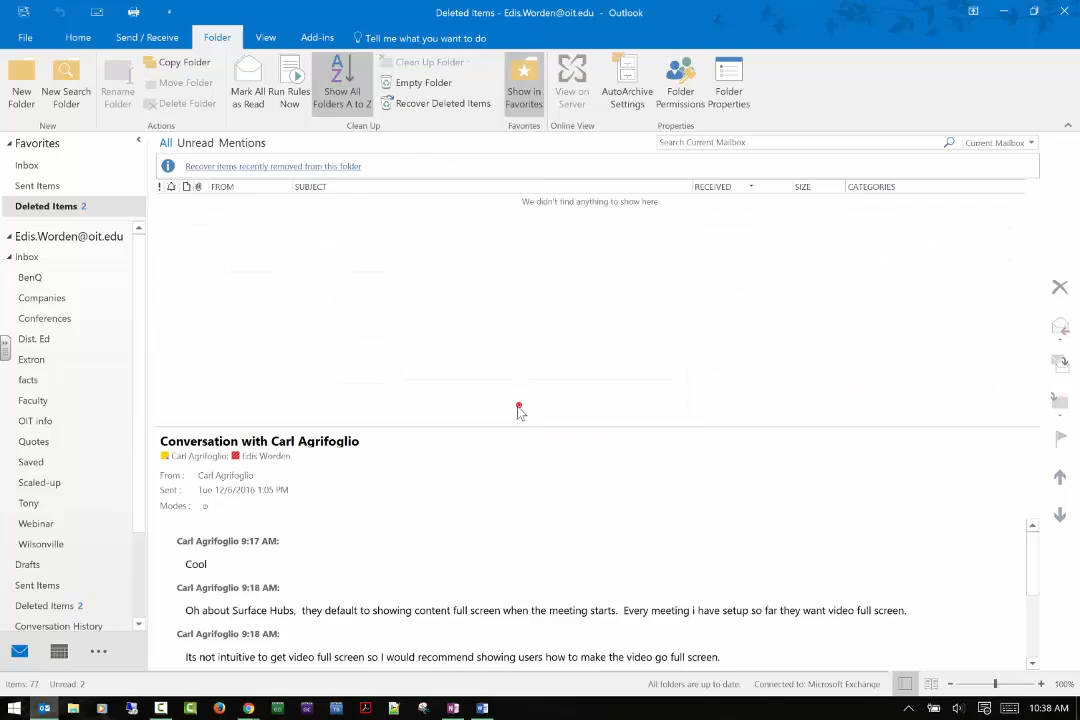 Deleted Items - Edis.Worden@oit.edu - Outlook
File Home Send / Receive Folder View Add-ins Tell me what you want to do
New Folder
New Search Folder
New
Rename Folder
Copy Folder
Move Folder
Delete Folder
Actions
Mark All as Read
Run Rules Now
Show All Folders A to Z
Clean Up Folder
Empty Folder
Recover Deleted Items
Clean Up
Show in Favorites
Favorites
View on Server
Online View
AutoArchive Settings
Folder Permissions
Folder Properties
Properties
Favorites
Inbox
Sent Items
Deleted Items 2
Edis.Worden@oit.edu
Inbox
BenQ
Companies
Conferences
Dist. Ed
Extron
facts
Faculty
OIT info
Quotes
Saved
Scaled-up
Tony
Webinar
Wilsonville
Drafts
Sent Items
Deleted Items 2
Conversation History
All Unread Mentions
Search Current Mailbox
Current Mailbox
Recover items recently removed from this folder
FROM SUBJECT RECEIVED SIZE CATEGORIES
We didn't find anything to show here.
Conversation with Carl Agrifoglio
Carl Agrifoglio; Edis Worden
From : Carl Agrifoglio
Sent : Tue 12/6/2016 1:05 PM
Modes :
Carl Agrifoglio 9:17 AM:
Cool
Carl Agrifoglio 9:18 AM:
Oh about Surface Hubs, they default to showing content full screen when the meeting starts. Every meeting i have setup so far they want video full screen.
Carl Agrifoglio 9:18 AM:
Its not intuitive to get video full screen so I would recommend showing users how to make the video go full screen.
Items: 77 Unread: 2
All folders are up to date. Connected to: Microsoft Exchange
100%
10:38 AM